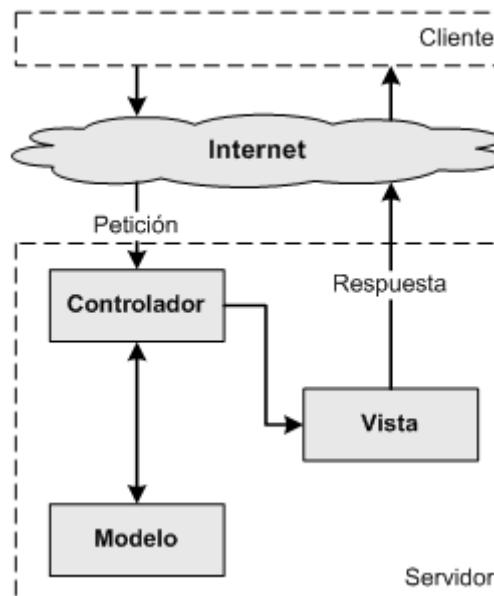 Cliente
Internet
Petición
Respuesta
Controlador
Vista
Modelo
Servidor